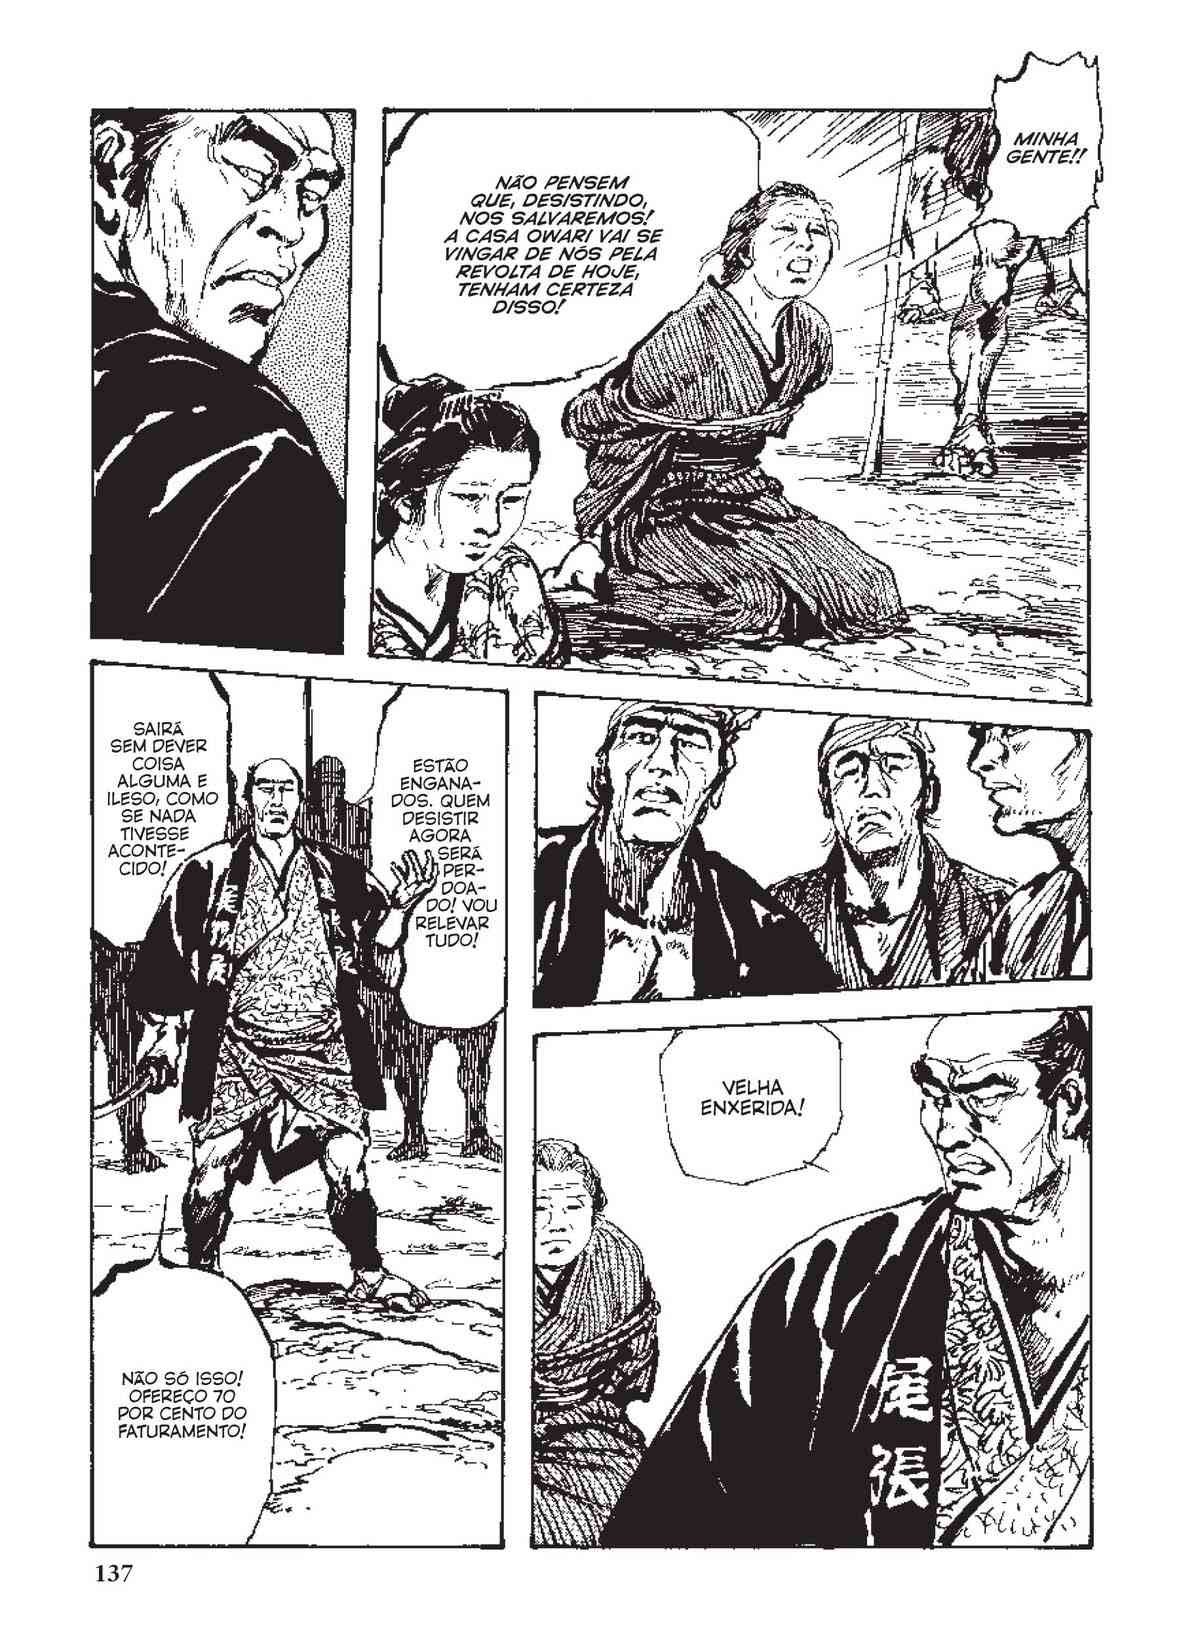 MINHA
GENTE!!
NÃO PENSEM
QUE, DESISTINDO,
NOS SALVAREMOS!
A CASA OWARI VAI SE
VINGAR DE NÓS PELA
REVOLTA DE HOJE,
TENHAM CERTEZA
DISSO!
VELHA
ENXERIDA!
尾
張
ESTÃO
ENGANA-
DOS. QUEM
DESISTIR
AGORA
SERÁ
PER-
DOA-
DO! VOU
RELEVAR
TUDO!
SAIRÁ
SEM DEVER
COISA
ALGUMA E
ILESO, COMO
SE NADA
TIVESSE
ACONTE-
CIDO!
尾
尾
NÃO SÓ ISSO!
OFEREÇO 70
POR CENTO DO
FATURAMENTO!
137